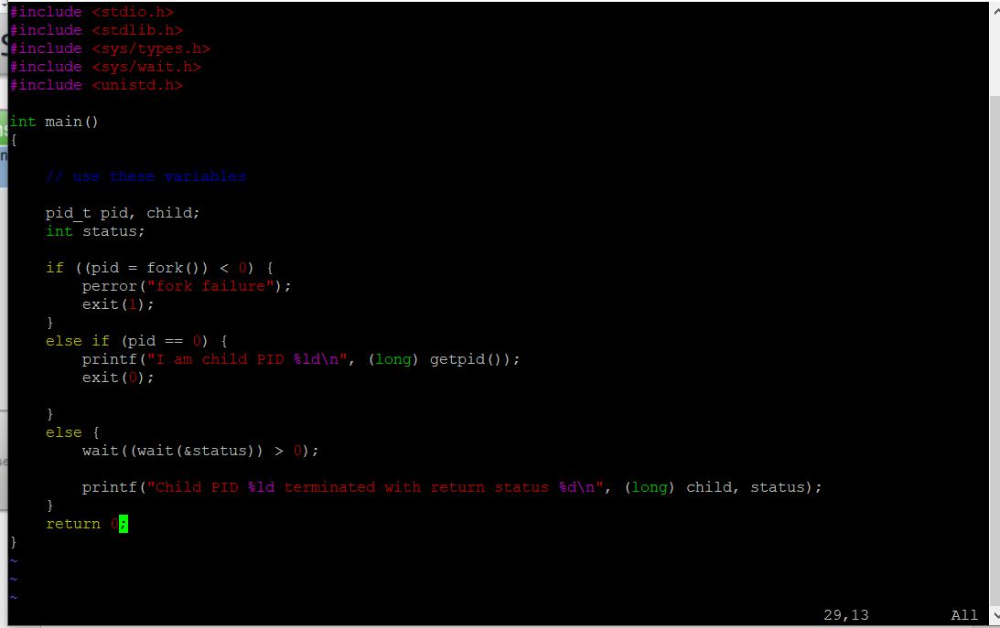 #include <stdio.h>
#include <stdlib.h>
#include <sys/types.h>
#include <sys/wait.h>
#include <unistd.h>

int main()
{

    // use these variables

    pid_t pid, child;
    int status;

    if ((pid = fork()) < 0) {
        perror("fork failure");
        exit(1);
    }
    else if (pid == 0) {
        printf("I am child PID %ld\n", (long) getpid());
        exit(0);

    }
    else {
        wait((wait(&status)) > 0);

        printf("Child PID %ld terminated with return status %d\n", (long) child, status);
    }
    return 0;
}
~
~
~
29,13 All